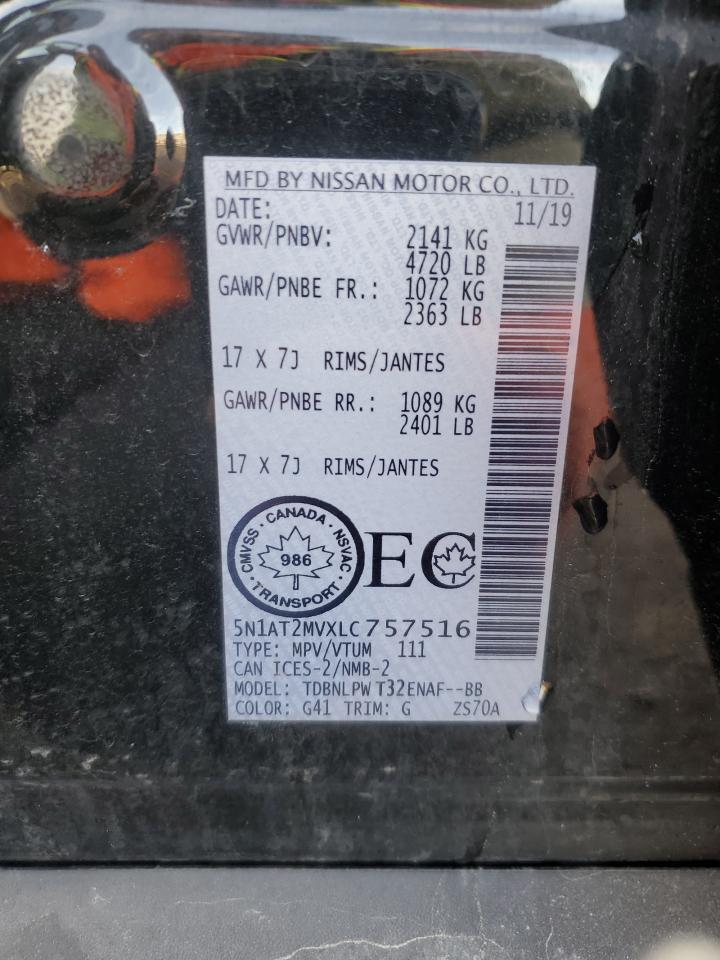 MFD BY NISSAN MOTOR CO., LTD.
DATE: 11/19
GVWR/PNBV: 2141 KG
4720 LB
GAWR/PNBE FR.: 1072 KG
2363 LB
17 X 7J RIMS/JANTES
GAWR/PNBE RR.: 1089 KG
2401 LB
17 X 7J RIMS/JANTES
CMVSS · CANADA · NSVAC · TRANSPORT ·
986
EC
5N1AT2MVXLC757516
TYPE: MPV/VTUM 111
CAN ICES-2/NMB-2
MODEL: TDBNLPW T32ENAF--BB
COLOR: G41 TRIM: G ZS70A